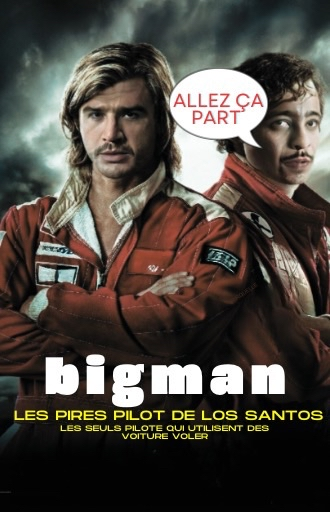 ALLEZ ÇA
PART
bigman
LES PIRES PILOT DE LOS SANTOS
LES SEULS PILOTE QUI UTILISENT DES
VOITURE VOLER